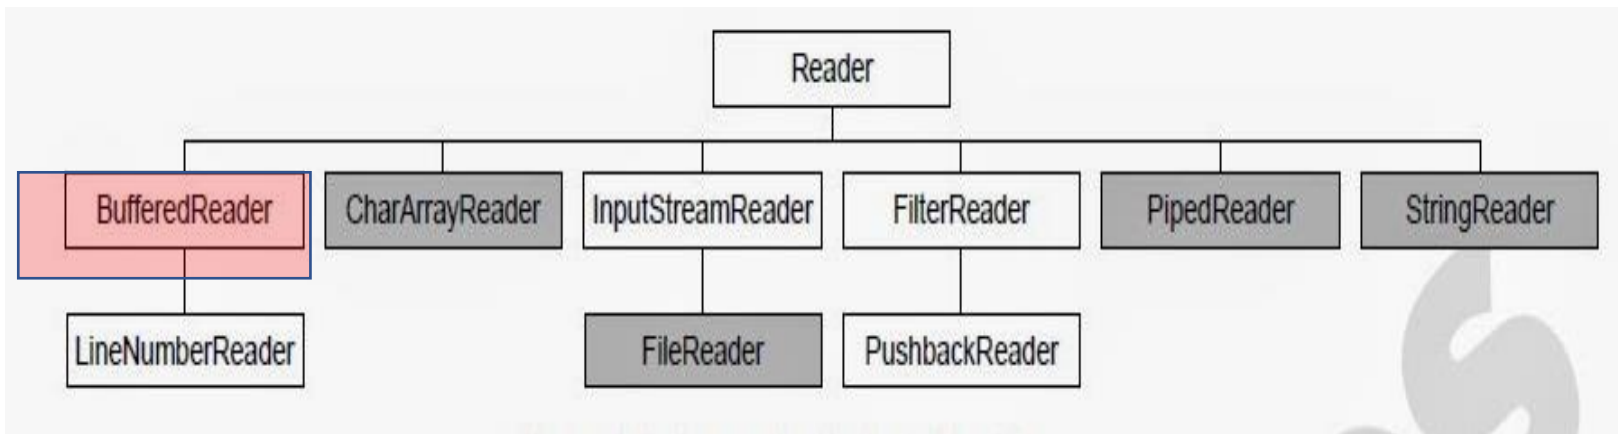 Reader
BufferedReader CharArrayReader InputStreamReader FilterReader PipedReader StringReader
LineNumberReader FileReader PushbackReader